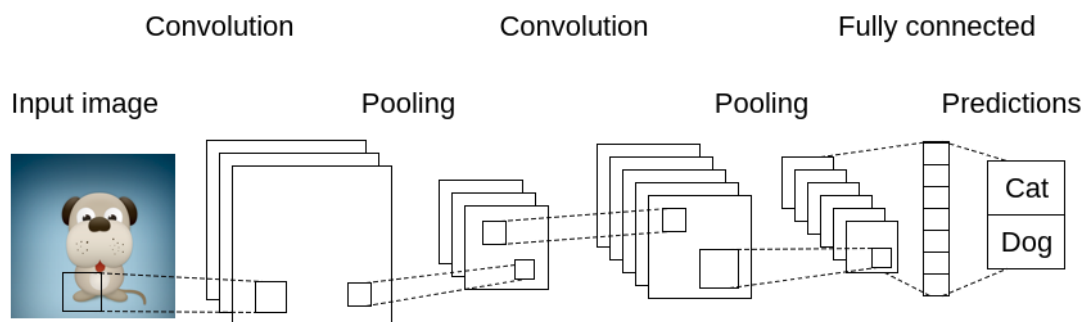 Convolution
Convolution
Fully connected
Input image
Pooling
Pooling
Predictions
Cat
Dog